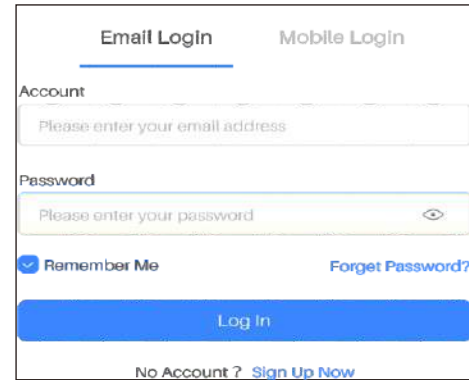 Email Login Mobile Login
Account
Please enter your email address
Password
Please enter your password
Remember Me Forget Password?
Log In
No Account ? Sign Up Now